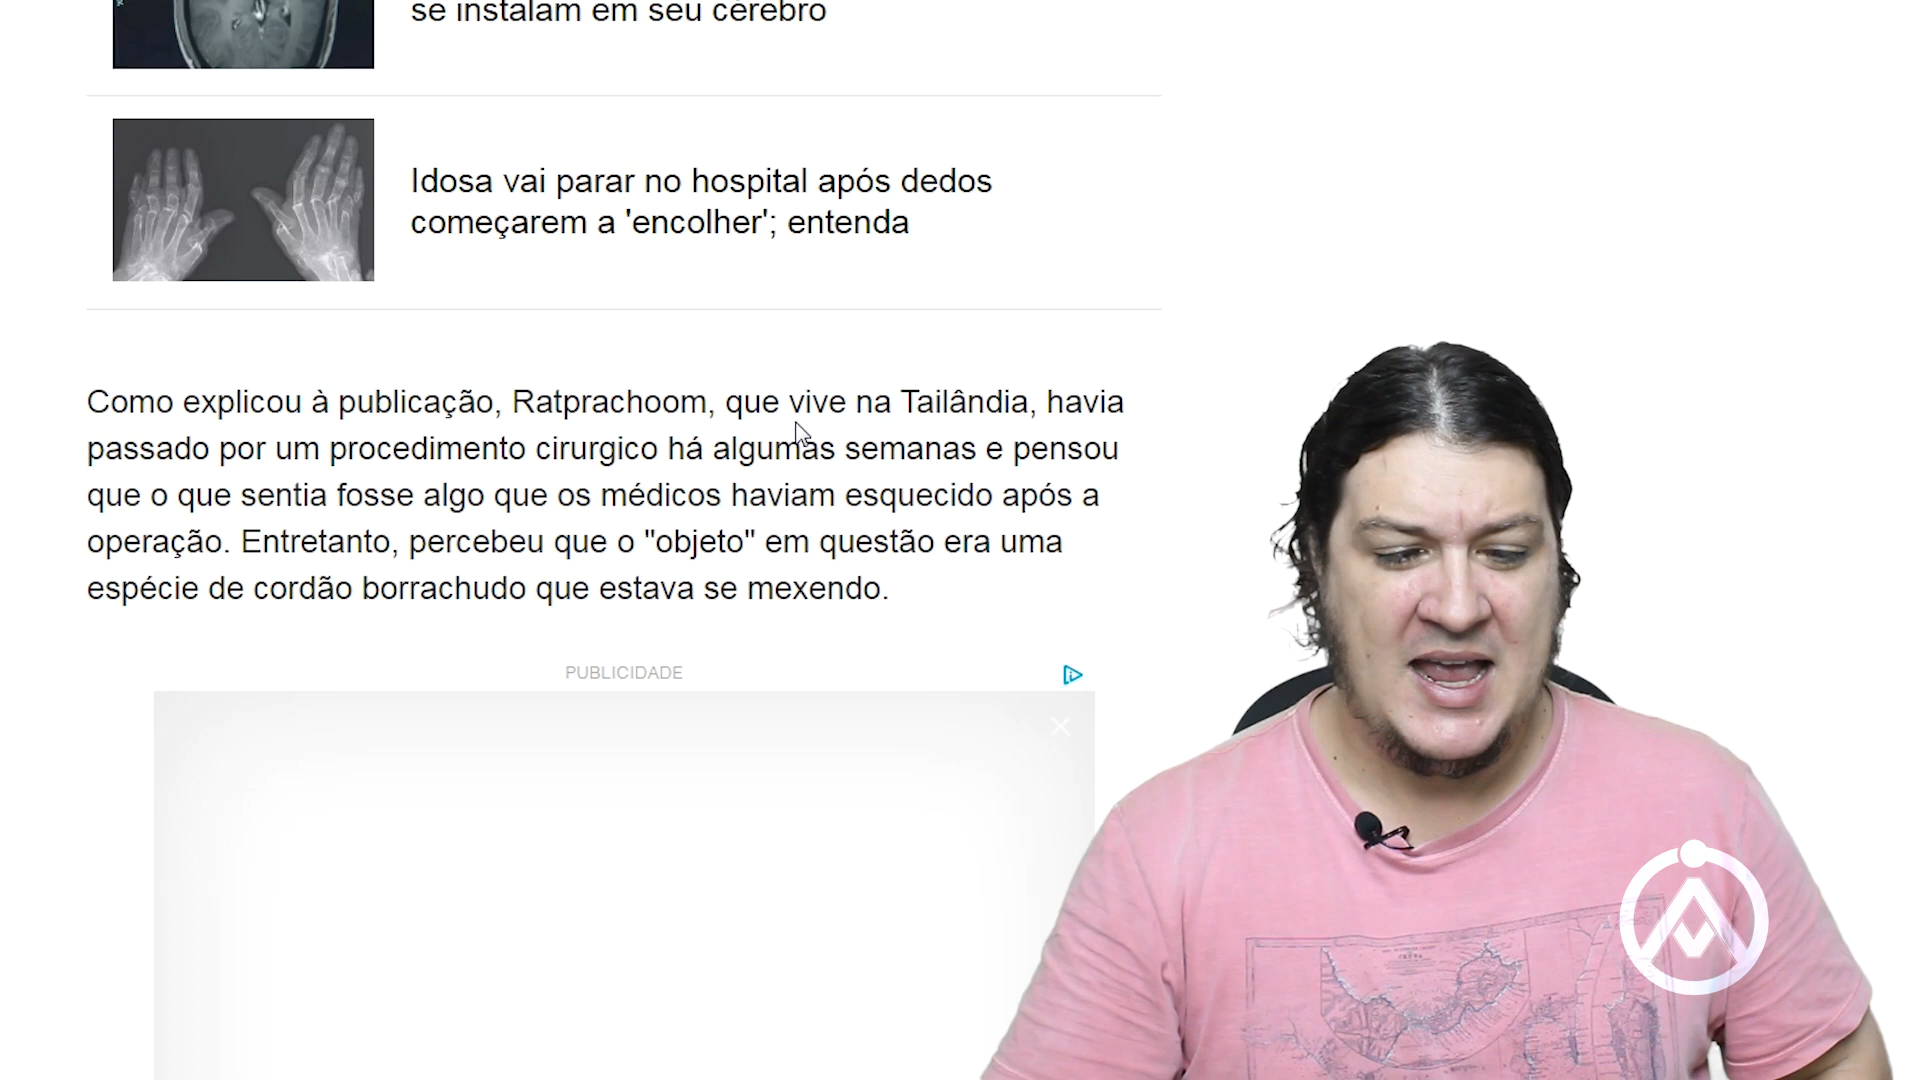 se instalam em seu cérebro
Idosa vai parar no hospital após dedos
começarem a 'encolher'; entenda
Como explicou à publicação, Ratprachoom, que vive na Tailândia, havia
passado por um procedimento cirurgico há algumas semanas e pensou
que o que sentia fosse algo que os médicos haviam esquecido após a
operação. Entretanto, percebeu que o "objeto" em questão era uma
espécie de cordão borrachudo que estava se mexendo.
PUBLICIDADE